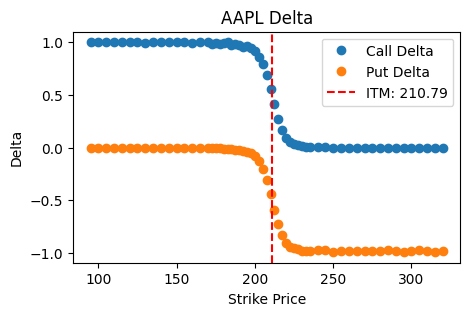 AAPL Delta
1.0
0.5
0.0
−0.5
−1.0
Delta
Call Delta
Put Delta
ITM: 210.79
100
150
200
250
300
Strike Price